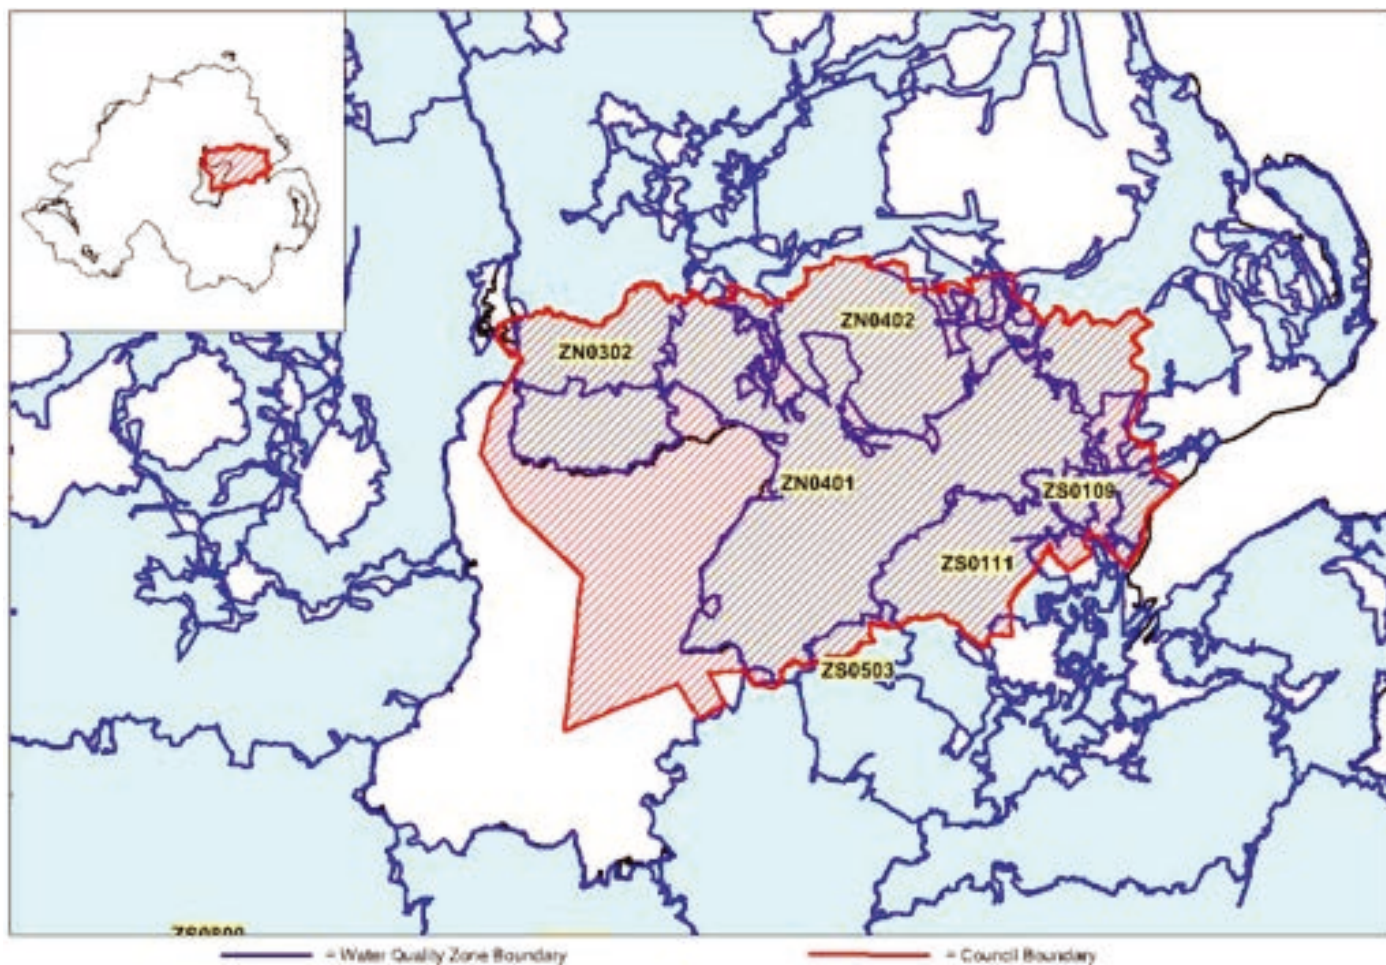 ZN0402
ZN0302
ZN0401
ZS0109
ZS0111
ZS0503
= Water Quality Zone Boundary
= Council Boundary